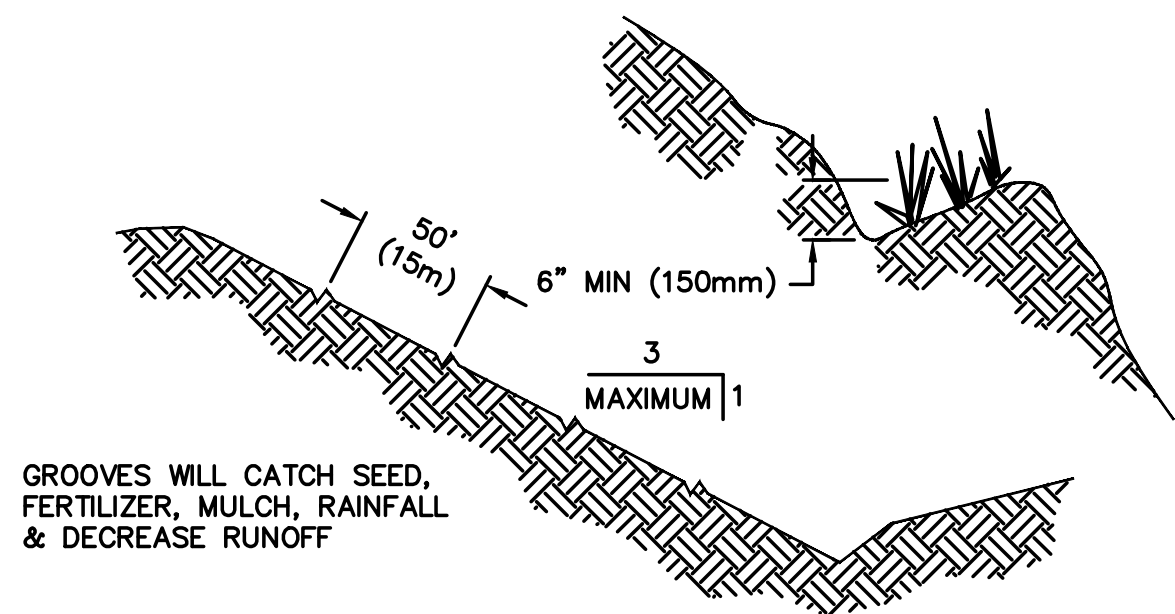 50'
(15m)
6" MIN (150mm)
3
MAXIMUM 1
GROOVES WILL CATCH SEED,
FERTILIZER, MULCH, RAINFALL
& DECREASE RUNOFF